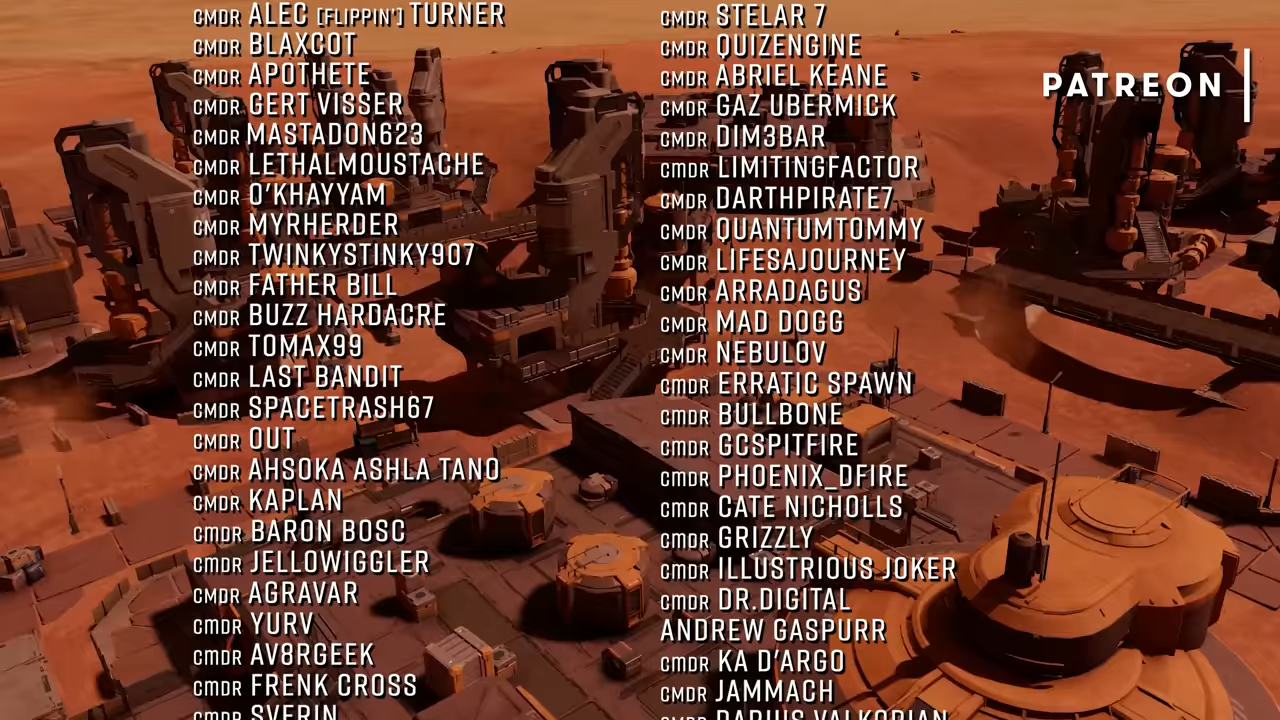 CMDR ALEC [FLIPPIN'] TURNER
CMDR BLAXCOT
CMDR APOTHETE
CMDR GERT VISSER
CMDR MASTADON623
CMDR LETHALMOUSTACHE
CMDR O'KHAYYAM
CMDR MYRHERDER
CMDR TWINKYSTINKY907
CMDR FATHER BILL
CMDR BUZZ HARDACRE
CMDR TOMAX99
CMDR LAST BANDIT
CMDR SPACETRASH67
CMDR OUT
CMDR AHSOKA ASHLA TANO
CMDR KAPLAN
CMDR BARON BOSC
CMDR JELLOWIGGLER
CMDR AGRAVAR
CMDR YURV
CMDR AV8RGEEK
CMDR FRENK CROSS
CMDR SVERIN
CMDR STELAR 7
CMDR QUIZENGINE
CMDR ABRIEL KEANE
CMDR GAZ UBERMICK
CMDR DIM3BAR
CMDR LIMITINGFACTOR
CMDR DARTHPIRATE7
CMDR QUANTUMTOMMY
CMDR LIFESAJOURNEY
CMDR ARRADAGUS
CMDR MAD DOGG
CMDR NEBULOV
CMDR ERRATIC SPAWN
CMDR BULLBONE
CMDR GCSPITFIRE
CMDR PHOENIX_DFIRE
CMDR CATE NICHOLLS
CMDR GRIZZLY
CMDR ILLUSTRIOUS JOKER
CMDR DR.DIGITAL
ANDREW GASPURR
CMDR KA D'ARGO
CMDR JAMMACH
CMDR DARIUS VALKORIAN
PATREON